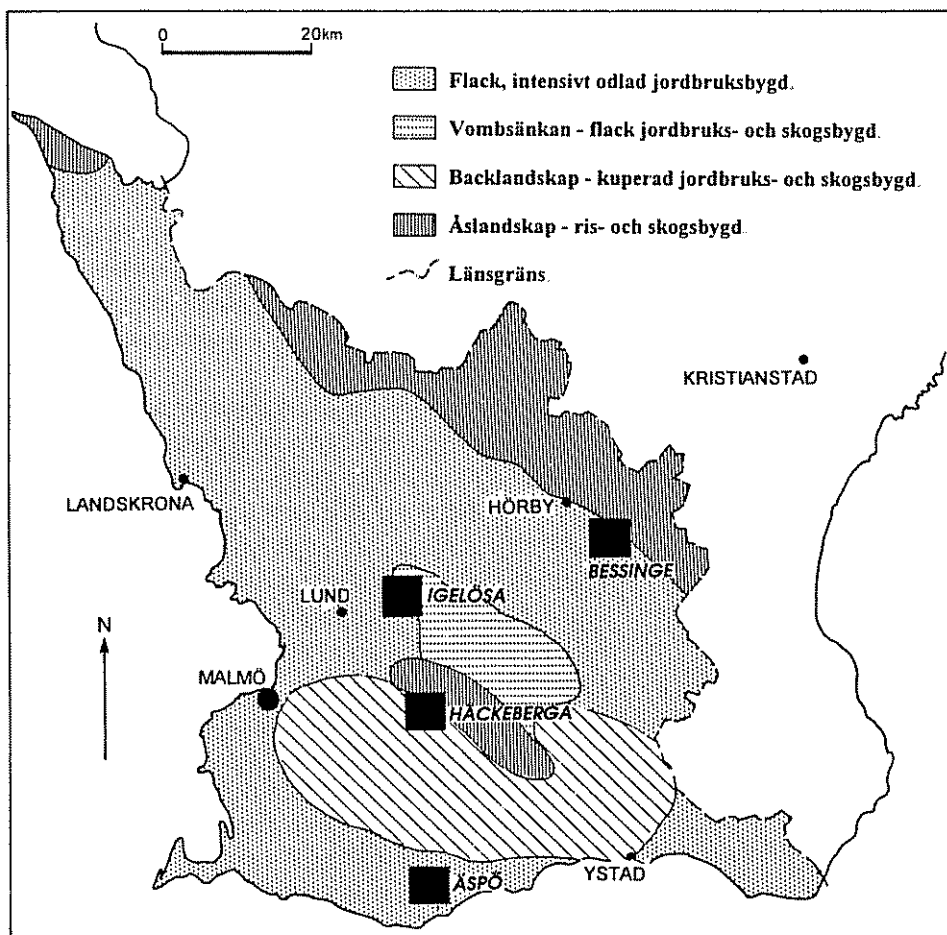 0 20km
Flack, intensivt odlad jordbruksbygd.
Vombsänkan - flack jordbruks- och skogsbygd.
Backlandskap - kuperad jordbruks- och skogsbygd.
Åslandskap - ris- och skogsbygd.
Länsgräns.
KRISTIANSTAD
LANDSKRONA
HÖRBY
BESSINGE
LUND
IGELÖSA
N
MALMÖ
HÄCKEBERGA
YSTAD
ÄSPÖ